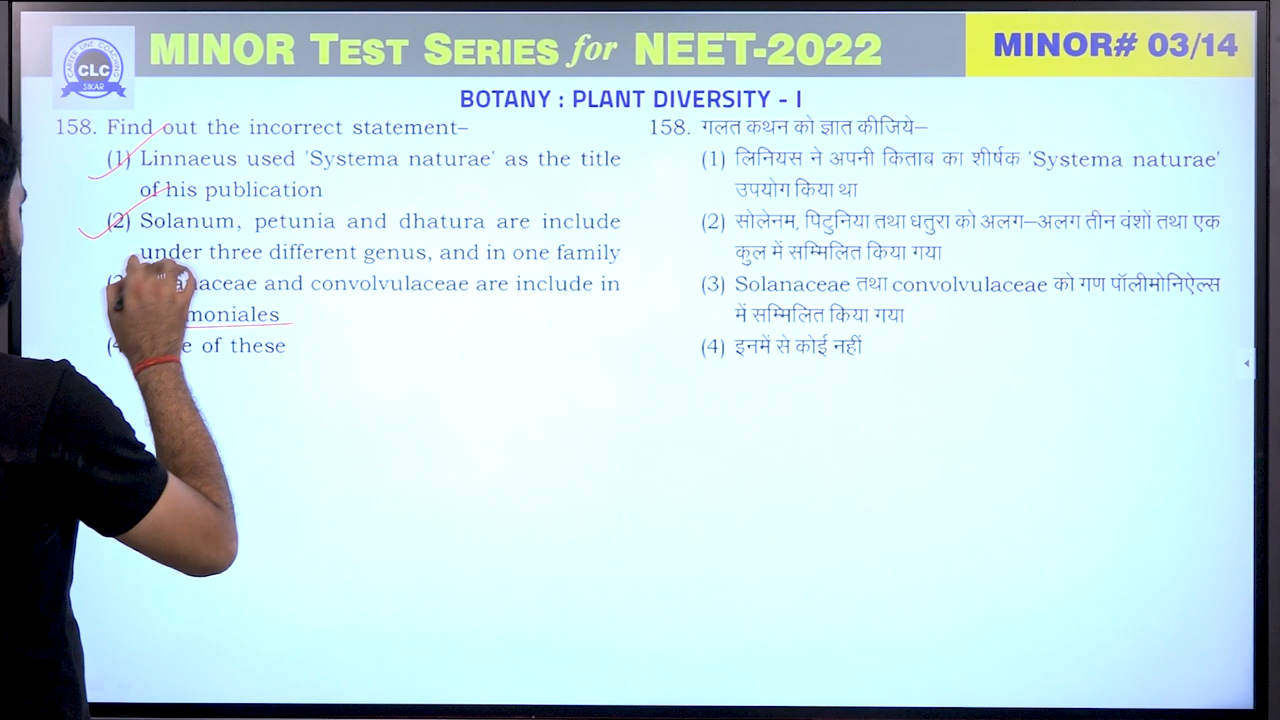 MINOR TEST SERIES for NEET-2022
MINOR# 03/14
CAREER LINE COACHING
CLC
SIKAR
BOTANY : PLANT DIVERSITY - I
158. Find out the incorrect statement–
(1) Linnaeus used 'Systema naturae' as the title
of his publication
(2) Solanum, petunia and dhatura are include
under three different genus, and in one family
naceae and convolvulaceae are include in
moniales
of these
158. गलत कथन को ज्ञात कीजिये–
(1) लिनियस ने अपनी किताब का शीर्षक 'Systema naturae'
उपयोग किया था
(2) सोलेनम, पिटुनिया तथा धतुरा को अलग–अलग तीन वंशों तथा एक
कुल में सम्मिलित किया गया
(3) Solanaceae तथा convolvulaceae को गण पॉलीमोनिऐल्स
में सम्मिलित किया गया
(4) इनमें से कोई नहीं